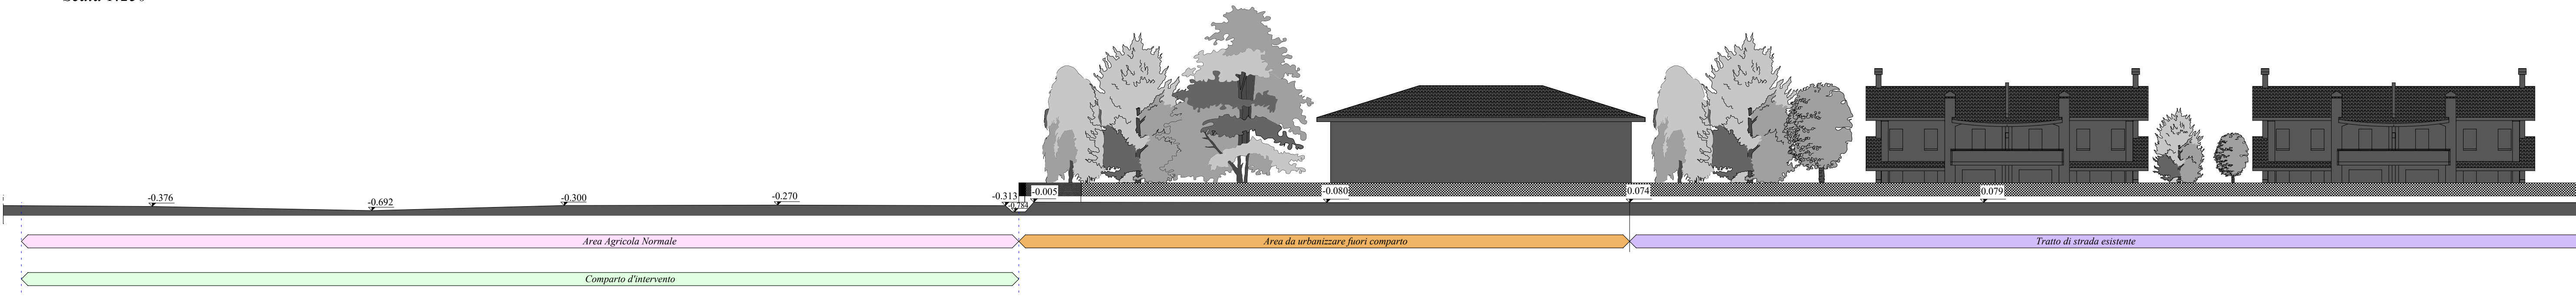 -0.376
-0.692
-0.300
-0.270
-0.313
-0.005
-0.080
0.074
0.079
Area Agricola Normale
Area da urbanizzare fuori comparto
Tratto di strada esistente
Comparto d'intervento